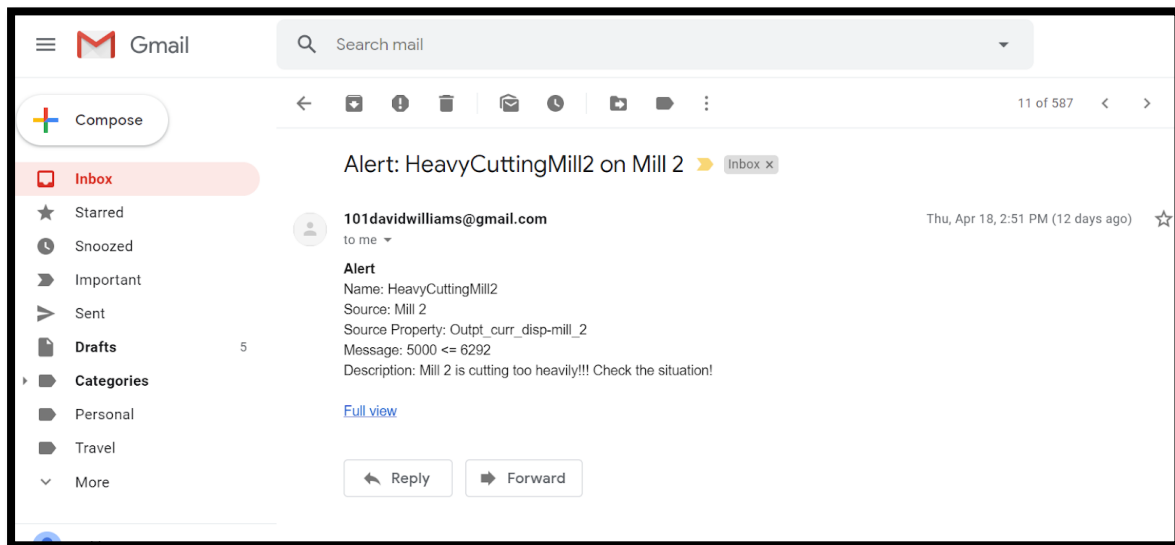 Gmail
Search mail
Compose
11 of 587
Inbox
Starred
Snoozed
Important
Sent
Drafts 5
Categories
Personal
Travel
More
Alert: HeavyCuttingMill2 on Mill 2 Inbox x
101davidwilliams@gmail.com Thu, Apr 18, 2:51 PM (12 days ago)
to me
Alert
Name: HeavyCuttingMill2
Source: Mill 2
Source Property: Outpt_curr_disp-mill_2
Message: 5000 <= 6292
Description: Mill 2 is cutting too heavily!!! Check the situation!
Full view
Reply Forward